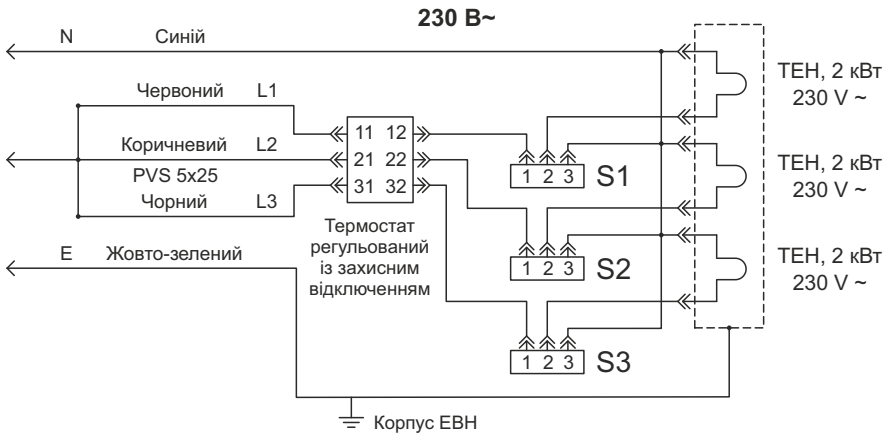 230 В~
N Синій
Червоний L1
Коричневий L2
PVS 5x25
Чорний L3
E Жовто-зелений
11 12
21 22
31 32
Термостат
регульований
із захисним
відключенням
1 2 3 S1
1 2 3 S2
1 2 3 S3
ТЕН, 2 кВт
230 V ~
ТЕН, 2 кВт
230 V ~
ТЕН, 2 кВт
230 V ~
Корпус ЕВН